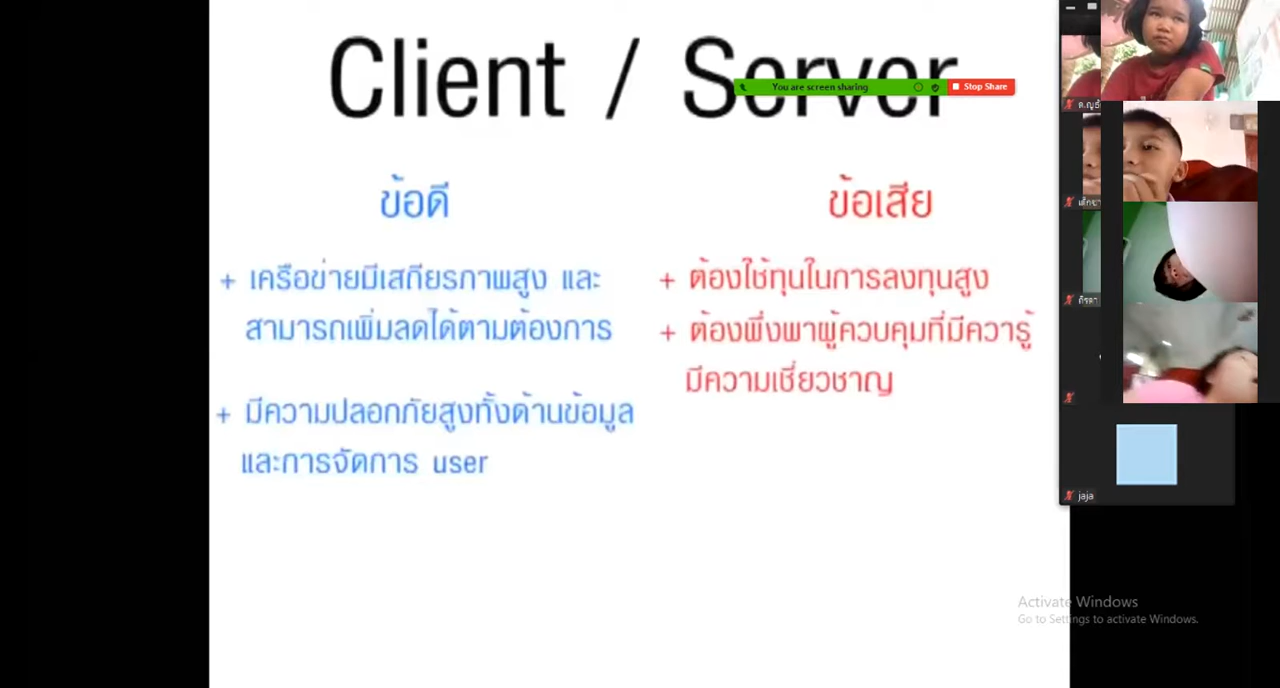 Client / Server
You are screen sharing
Stop Share
ข้อดี
ข้อเสีย
+ เครือข่ายมีเสถียรภาพสูง และ
สามารถเพิ่มลดได้ตามต้องการ
+ มีความปลอกภัยสูงทั้งด้านข้อมูล
และการจัดการ user
+ ต้องใช้ทุนในการลงทุนสูง
+ ต้องพึ่งพาผู้ควบคุมที่มีความรู้
มีความเชี่ยวชาญ
jaja
Activate Windows
Go to Settings to activate Windows.